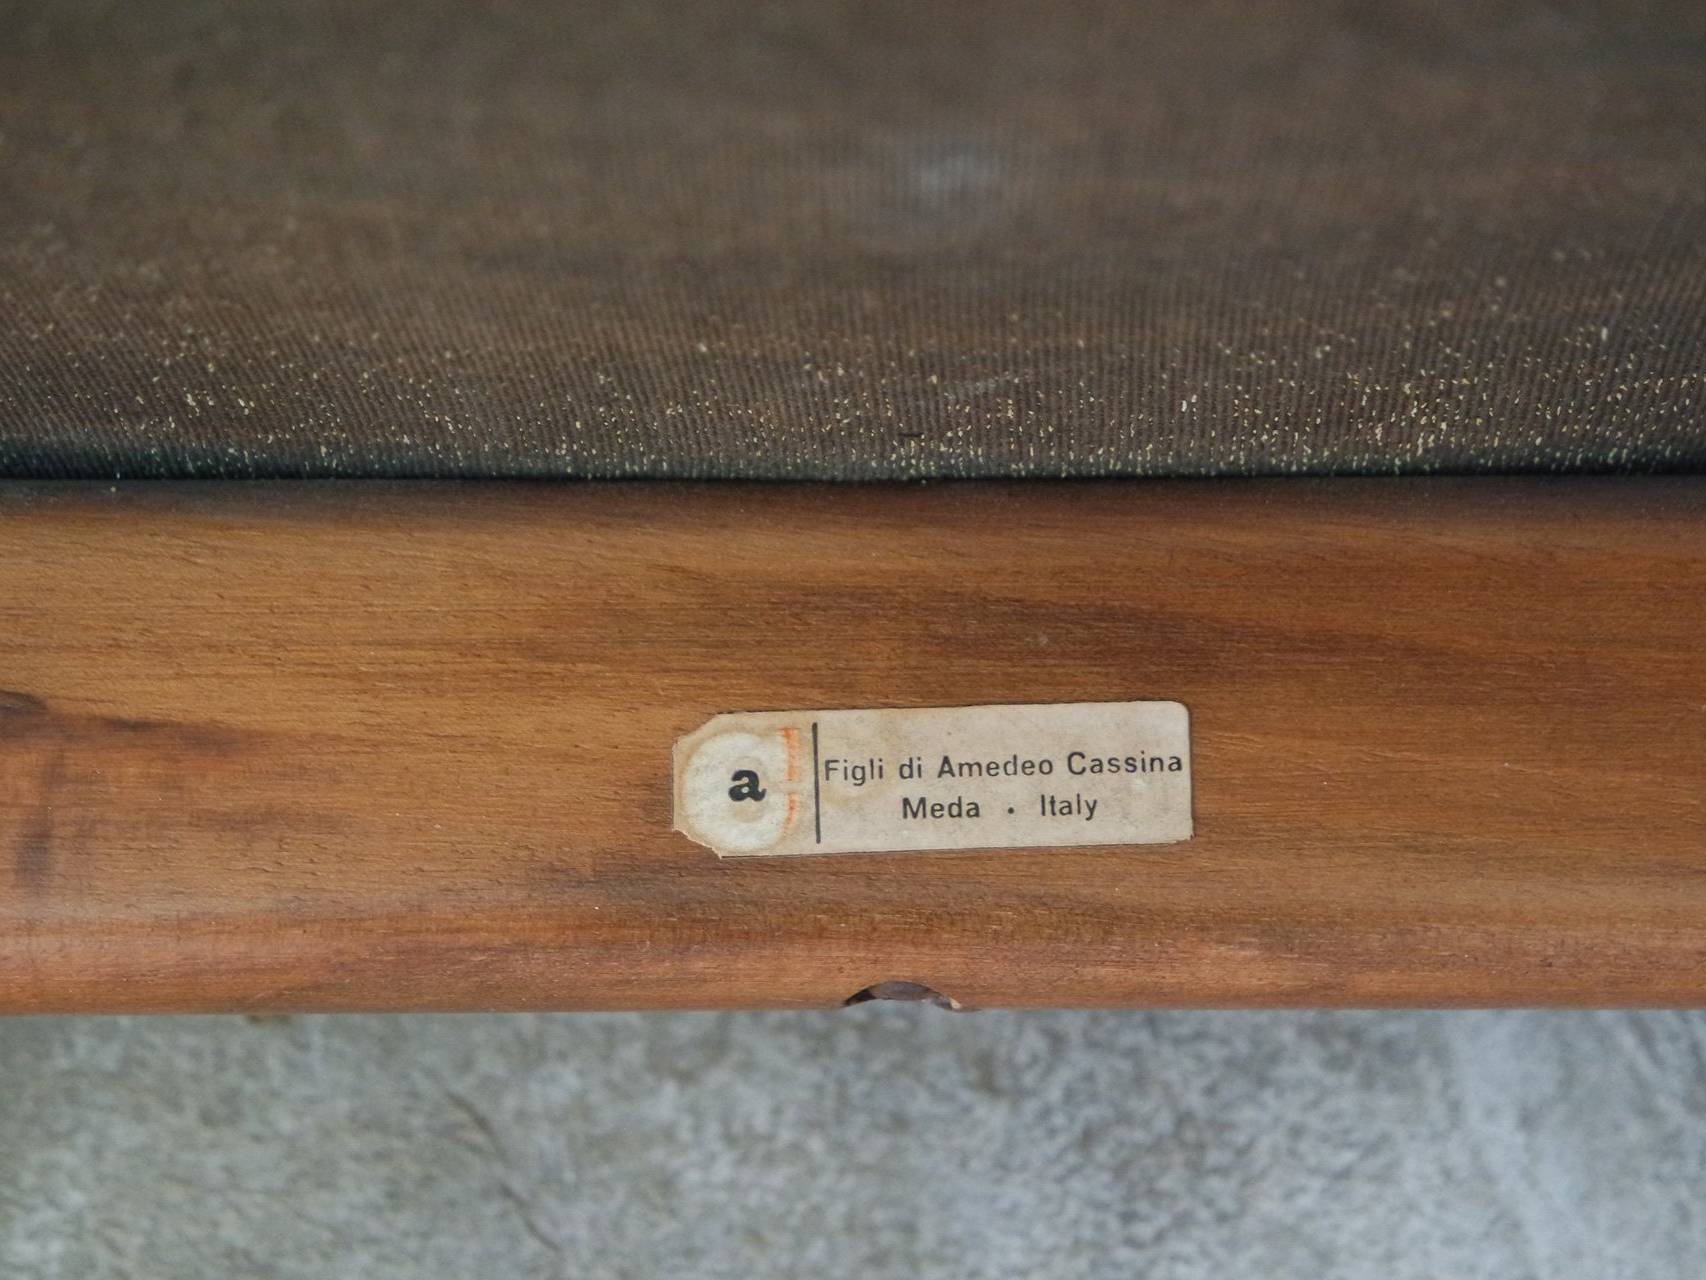 a
Figli di Amedeo Cassina
Meda · Italy